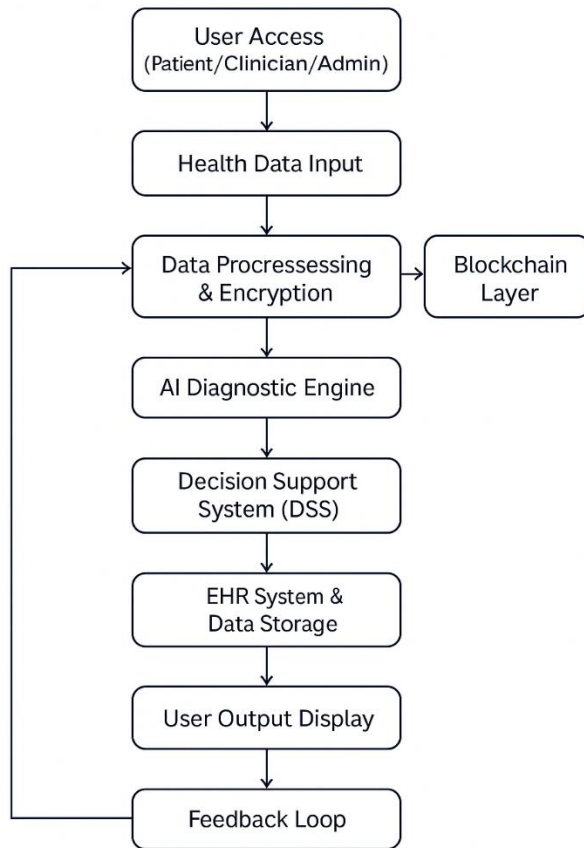 User Access
(Patient/Clinician/Admin)
Health Data Input
Data Procressessing
& Encryption
Blockchain
Layer
AI Diagnostic Engine
Decision Support
System (DSS)
EHR System &
Data Storage
User Output Display
Feedback Loop